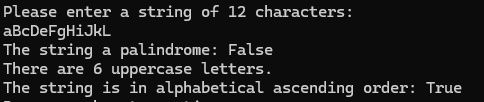 Please enter a string of 12 characters:
aBcDeFgHiJkL
The string a palindrome: False
There are 6 uppercase letters.
The string is in alphabetical ascending order: True